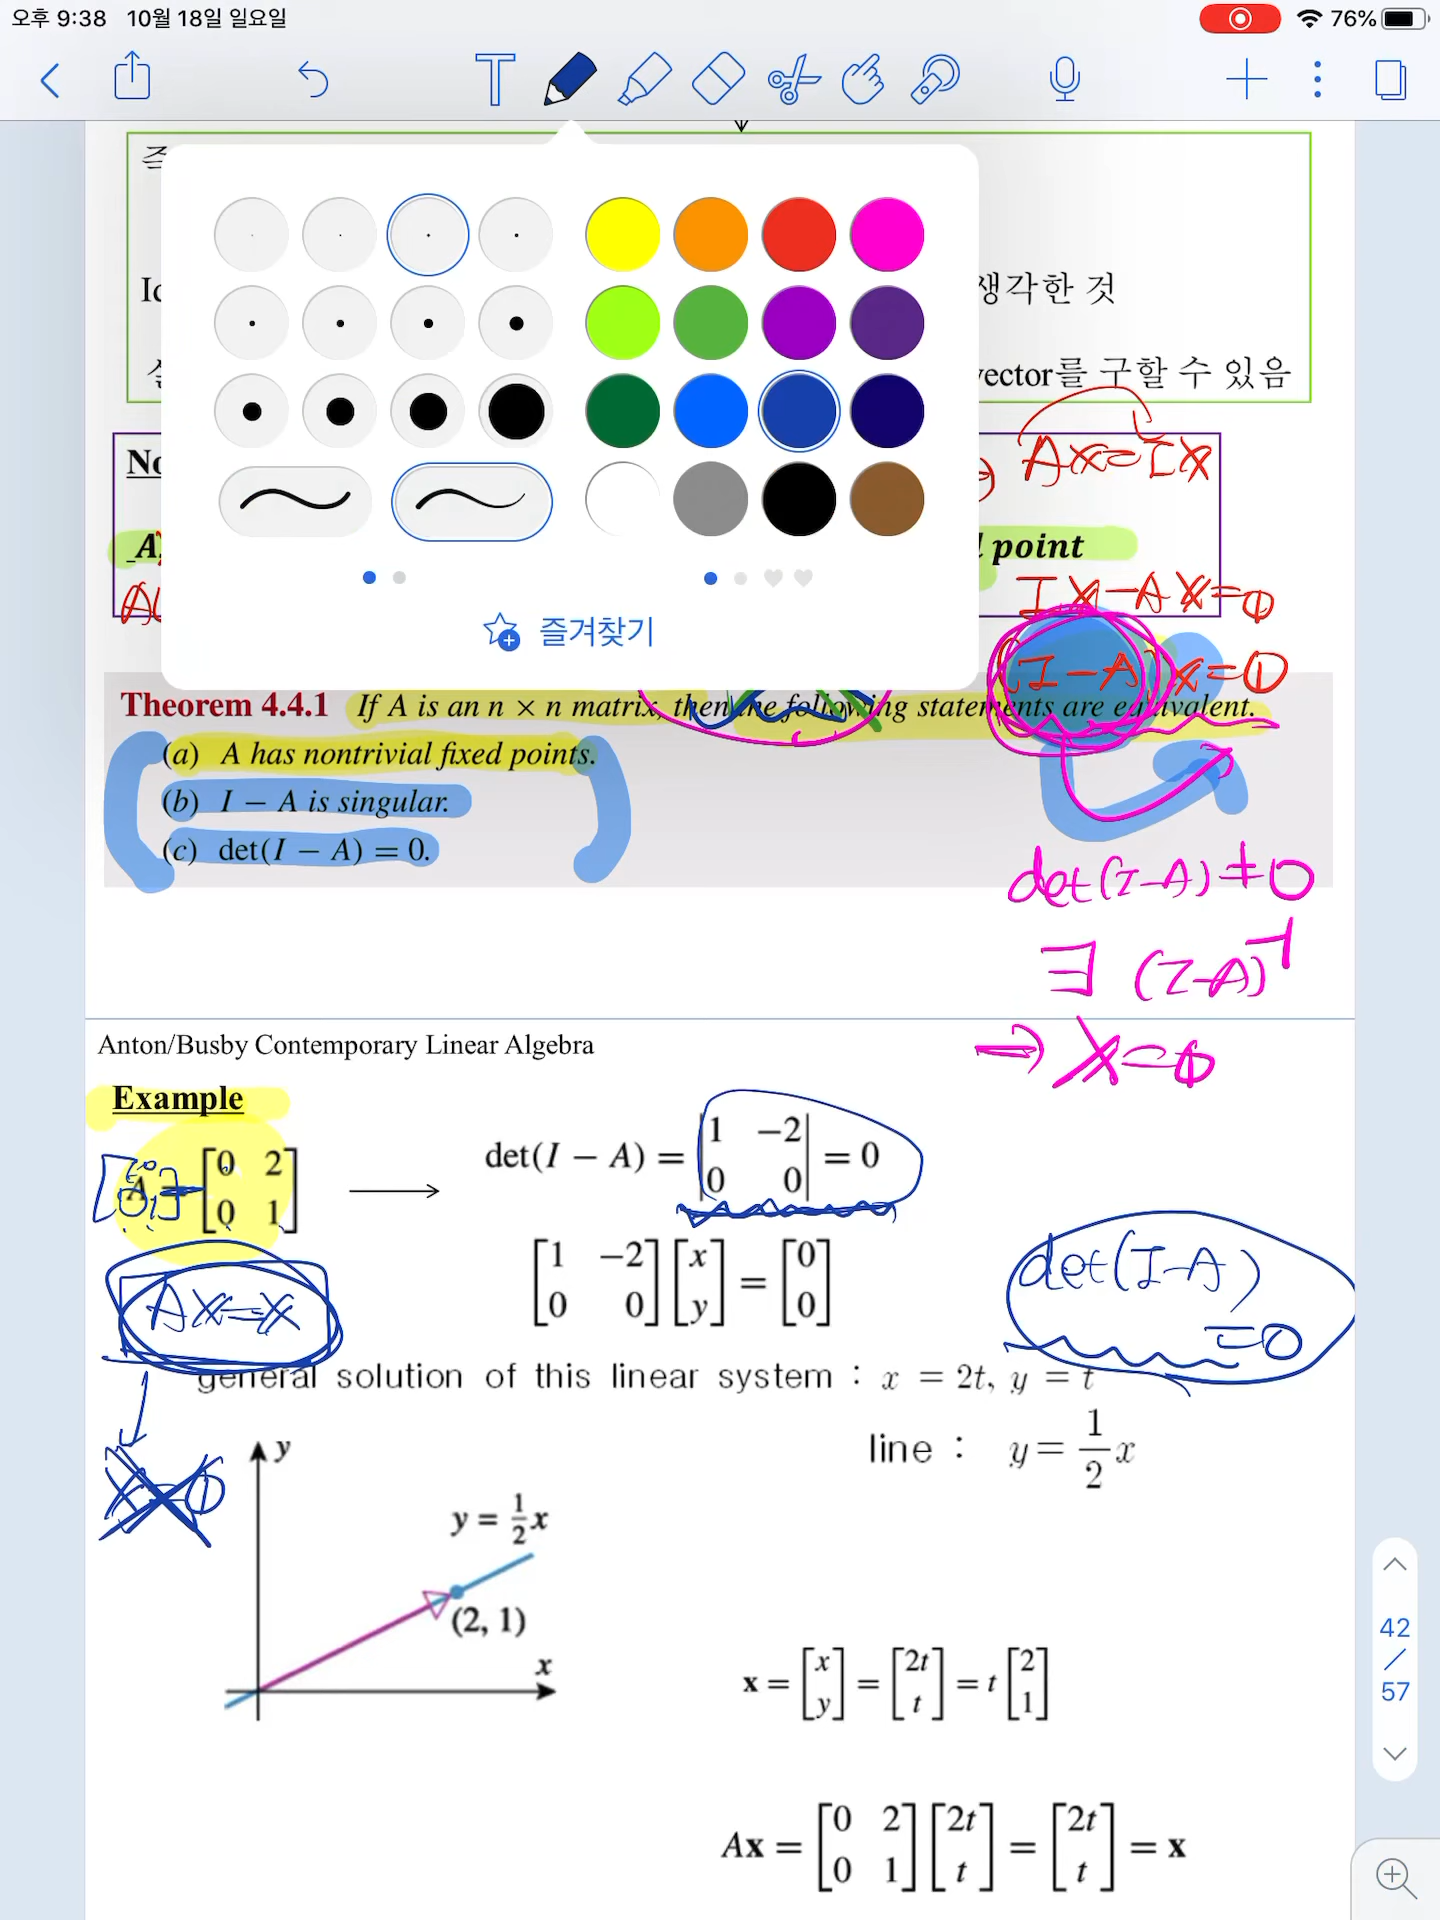 오후 9:38 10월 18일 일요일 76%
T
생각한 것
vector를 구할 수 있음
Ax=Ix
point
Ix-Ax=0
(I-A)x=0
즐겨찾기
Theorem 4.4.1 If A is an n × n matrix, then the following statements are equivalent.
(a) A has nontrivial fixed points.
(b) I − A is singular.
(c) det(I − A) = 0.
det(I-A)≠0
∃ (I-A)⁻¹
→ x=0
Anton/Busby Contemporary Linear Algebra
Example
A = [0 2; 0 1] ⟶ det(I − A) = |1 −2; 0 0| = 0
[1 −2; 0 0] [x; y] = [0; 0]
det(I-A)
=0
Ax=x
general solution of this linear system : x = 2t, y = t
line : y = 1/2 x
x=0
y
y = 1/2 x
(2, 1)
x
x = [x; y] = [2t; t] = t [2; 1]
Ax = [0 2; 0 1] [2t; t] = [2t; t] = x
42
/
57